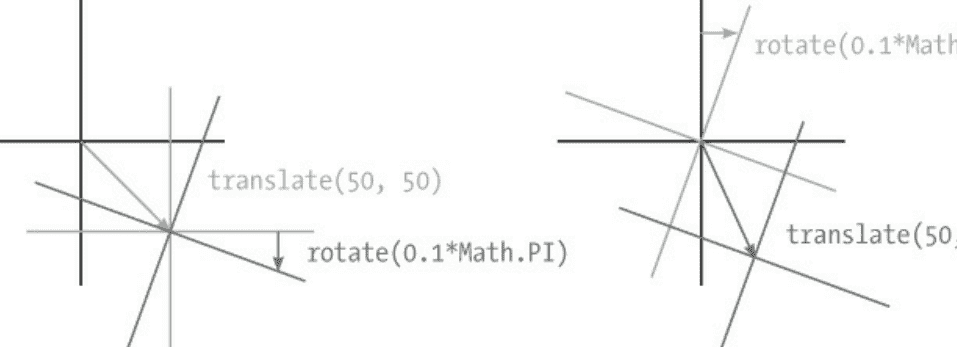 translate(50, 50)
rotate(0.1*Math.PI)
rotate(0.1*Math
translate(50,